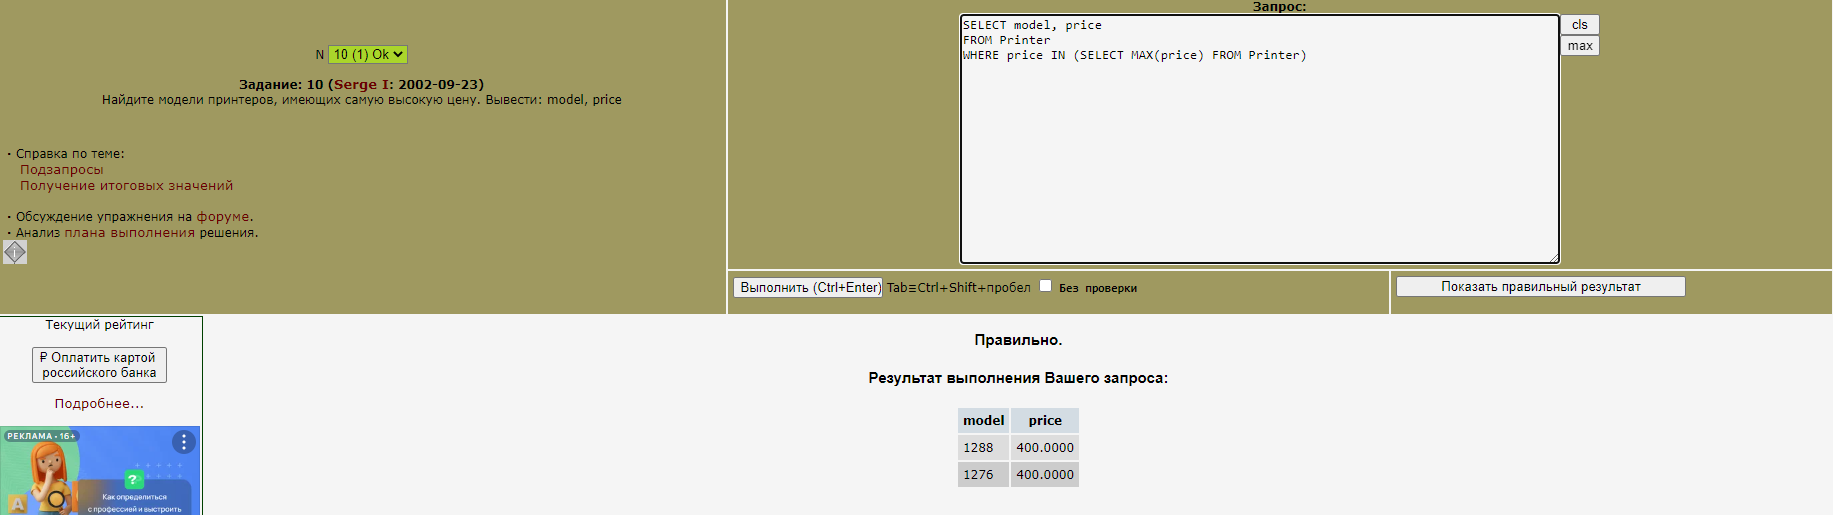 N 10 (1) Ok
Задание: 10 (Serge I: 2002-09-23)
Найдите модели принтеров, имеющих самую высокую цену. Вывести: model, price
· Справка по теме:
Подзапросы
Получение итоговых значений
· Обсуждение упражнения на форуме.
· Анализ плана выполнения решения.
Запрос:
SELECT model, price
FROM Printer
WHERE price IN (SELECT MAX(price) FROM Printer)
cls
max
Выполнить (Ctrl+Enter) Tab≡Ctrl+Shift+пробел Без проверки
Показать правильный результат
Текущий рейтинг
₽ Оплатить картой
российского банка
Подробнее...
РЕКЛАМА • 16+
?
A
Как определиться
с профессией и выстроить
Правильно.
Результат выполнения Вашего запроса:
model price
1288 400.0000
1276 400.0000